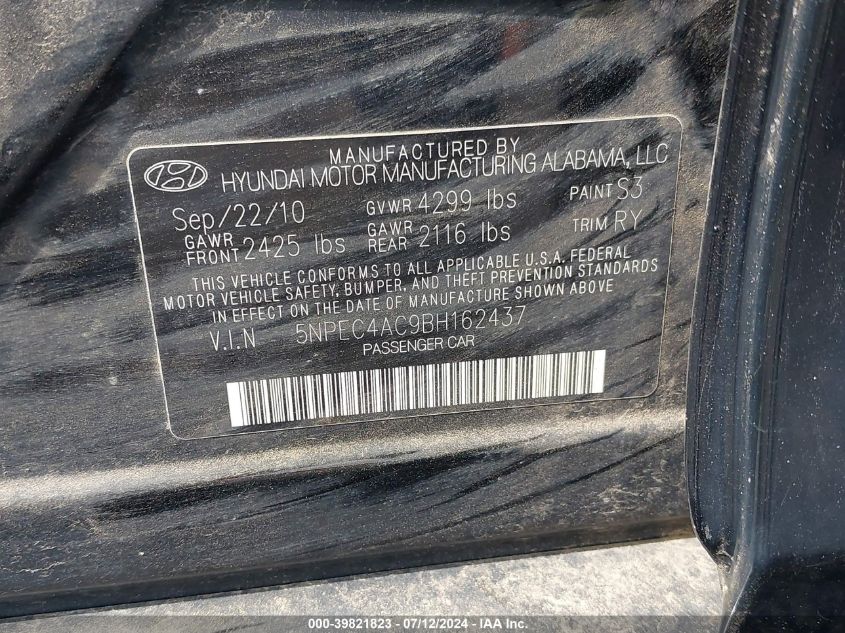 MANUFACTURED BY
HYUNDAI MOTOR MANUFACTURING ALABAMA, LLC
Sep/22/10 GVWR 4299 lbs PAINT S3
GAWR FRONT 2425 lbs GAWR REAR 2116 lbs TRIM RY
THIS VEHICLE CONFORMS TO ALL APPLICABLE U.S.A. FEDERAL
MOTOR VEHICLE SAFETY, BUMPER, AND THEFT PREVENTION STANDARDS
IN EFFECT ON THE DATE OF MANUFACTURE SHOWN ABOVE
V.I.N 5NPEC4AC9BH162437
PASSENGER CAR
000-39821823 - 07/12/2024 - IAA Inc.